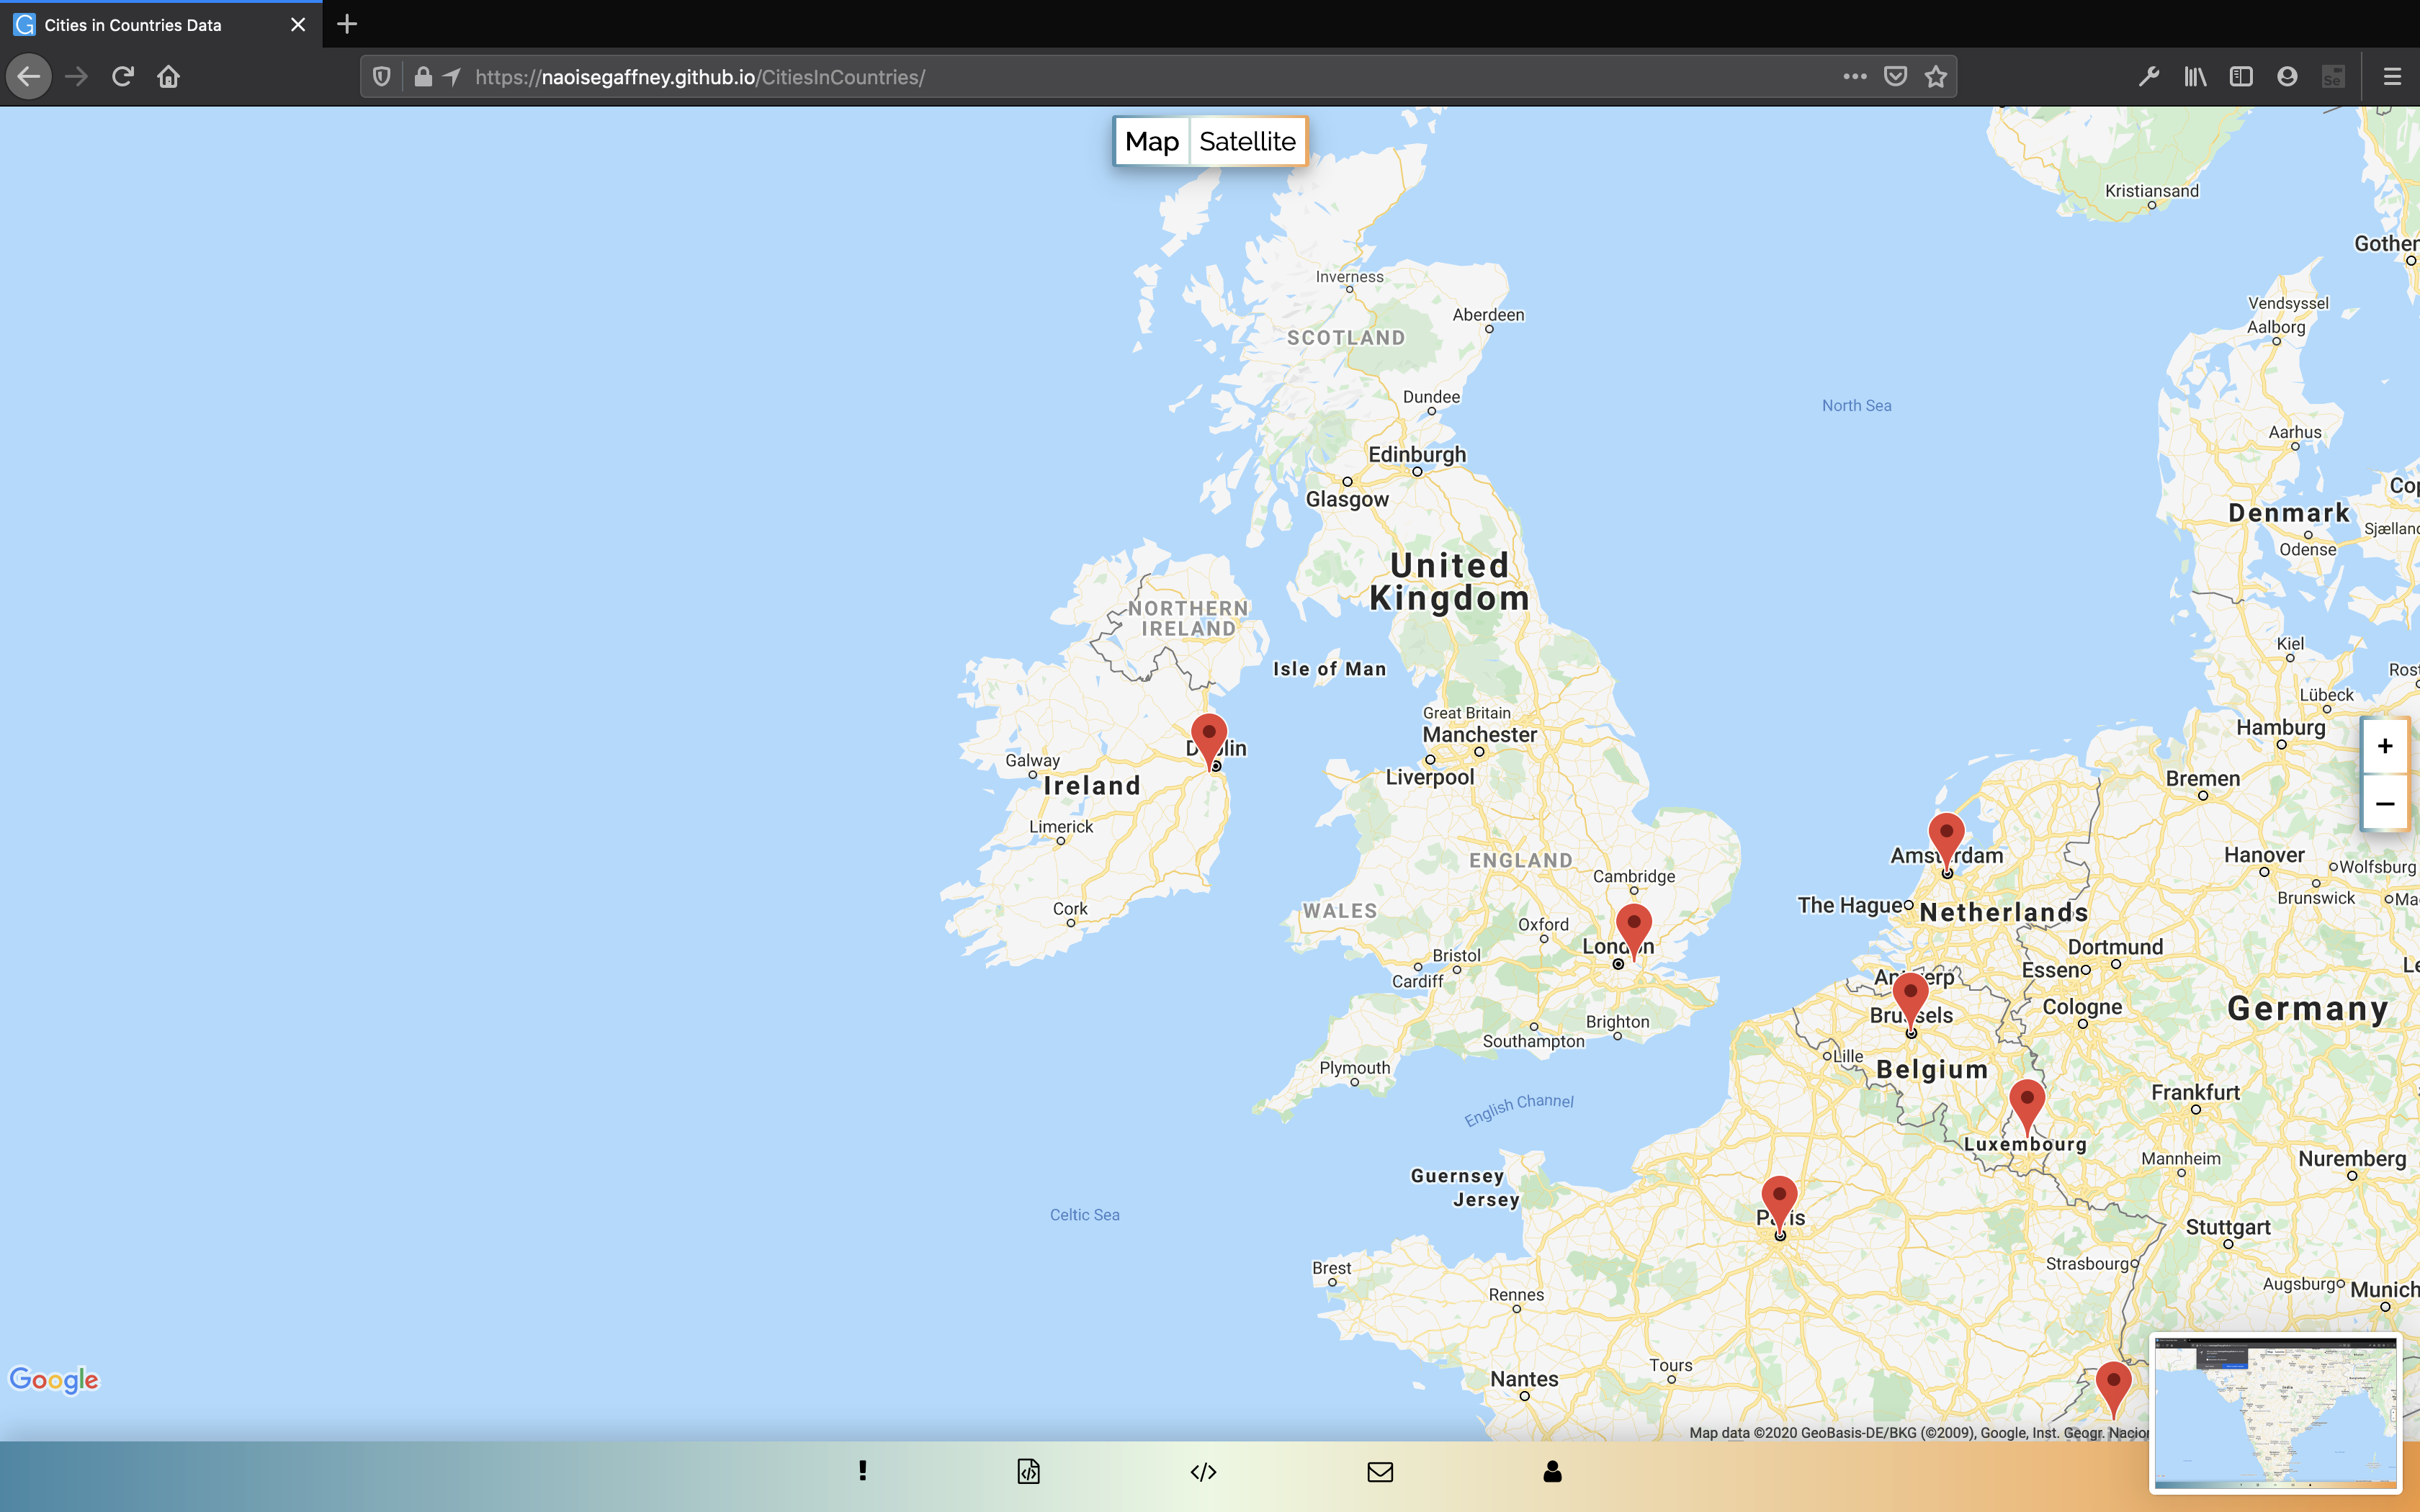 Cities in Countries Data
https://naoisegaffney.github.io/CitiesInCountries/
Se
Map
Satellite
Kristiansand
Gother
Inverness
Vendsyssel
Aberdeen
Aalborg
SCOTLAND
Dundee
North Sea
Aarhus
Edinburgh
Glasgow
Cop
Denmark
Sjælland
Odense
United
Kingdom
NORTHERN
IRELAND
Kiel
Isle of Man
Rost
Lübeck
Great Britain
Hamburg
Manchester
Dublin
Galway
Liverpool
Bremen
Ireland
Limerick
Amsterdam
Hanover
ENGLAND
Wolfsburg
Cambridge
Brunswick
Ma
The Hague
Netherlands
Cork
WALES
Oxford
London
Dortmund
Bristol
Essen
Le
Cardiff
Antwerp
Cologne
Germany
Brussels
Brighton
Southampton
Lille
Plymouth
Belgium
Frankfurt
English Channel
Luxembourg
Mannheim
Nuremberg
Guernsey
Jersey
Celtic Sea
Paris
Stuttgart
Strasbourg
Brest
Augsburg
Munich
Rennes
Tours
Nantes
Google
Map data ©2020 GeoBasis-DE/BKG (©2009), Google, Inst. Geogr. Nacion